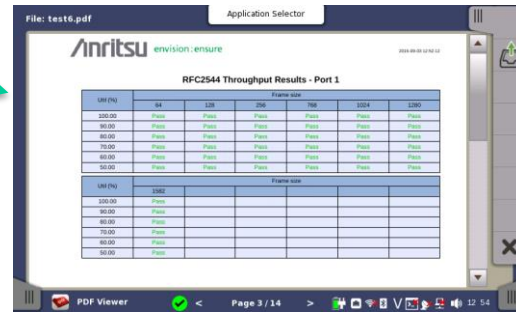 File: test6.pdf
Application Selector
Anritsu envision : ensure
RFC2544 Throughput Results - Port 1
Util (%) Frame size
64 128 256 768 1024 1280
100.00 Pass Pass Pass Pass Pass Pass
90.00 Pass Pass Pass Pass Pass Pass
80.00 Pass Pass Pass Pass Pass Pass
70.00 Pass Pass Pass Pass Pass Pass
60.00 Pass Pass Pass Pass Pass Pass
50.00 Pass Pass Pass Pass Pass Pass
Util (%) Frame size
1582
100.00 Pass
90.00 Pass
80.00 Pass
70.00 Pass
60.00 Pass
50.00 Pass
PDF Viewer < Page 3 / 14 > 12 54